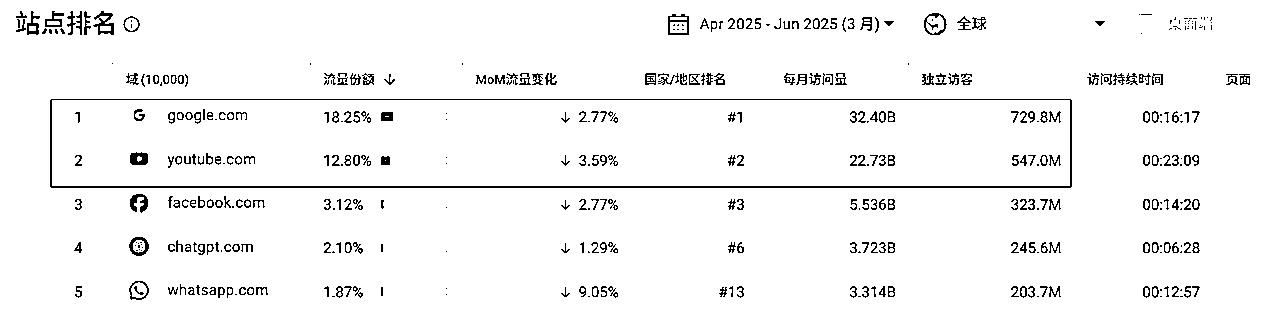 站点排名
Apr 2025 - Jun 2025 (3 月) 全球 桌面端
域 (10,000) 流量份额 ↓ MoM流量变化 国家/地区排名 每月访问量 独立访客 访问持续时间 页面
1 google.com 18.25% ↓ 2.77% #1 32.40B 729.8M 00:16:17
2 youtube.com 12.80% ↓ 3.59% #2 22.73B 547.0M 00:23:09
3 facebook.com 3.12% ↓ 2.77% #3 5.536B 323.7M 00:14:20
4 chatgpt.com 2.10% ↓ 1.29% #6 3.723B 245.6M 00:06:28
5 whatsapp.com 1.87% ↓ 9.05% #13 3.314B 203.7M 00:12:57